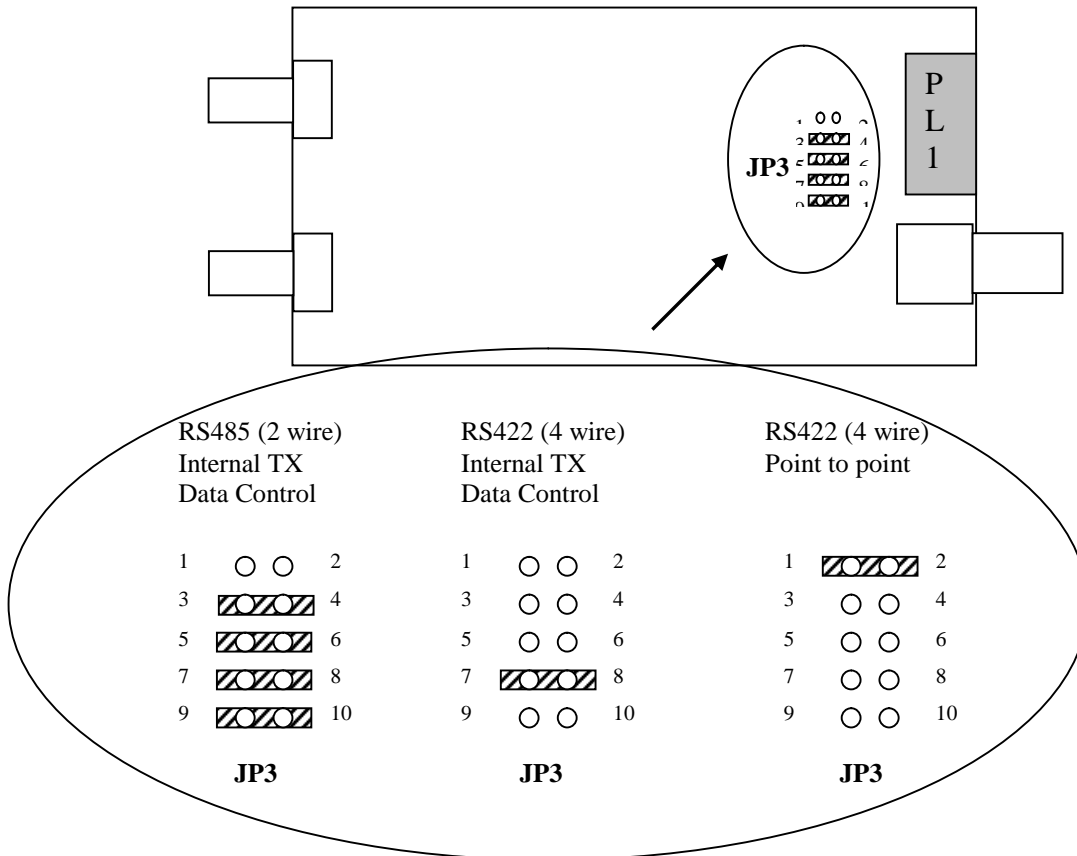 P
L
1
JP3
5
RS485 (2 wire)
Internal TX
Data Control
1 2
3 4
5 6
7 8
9 10
JP3
RS422 (4 wire)
Internal TX
Data Control
1 2
3 4
5 6
7 8
9 10
JP3
RS422 (4 wire)
Point to point
1 2
3 4
5 6
7 8
9 10
JP3